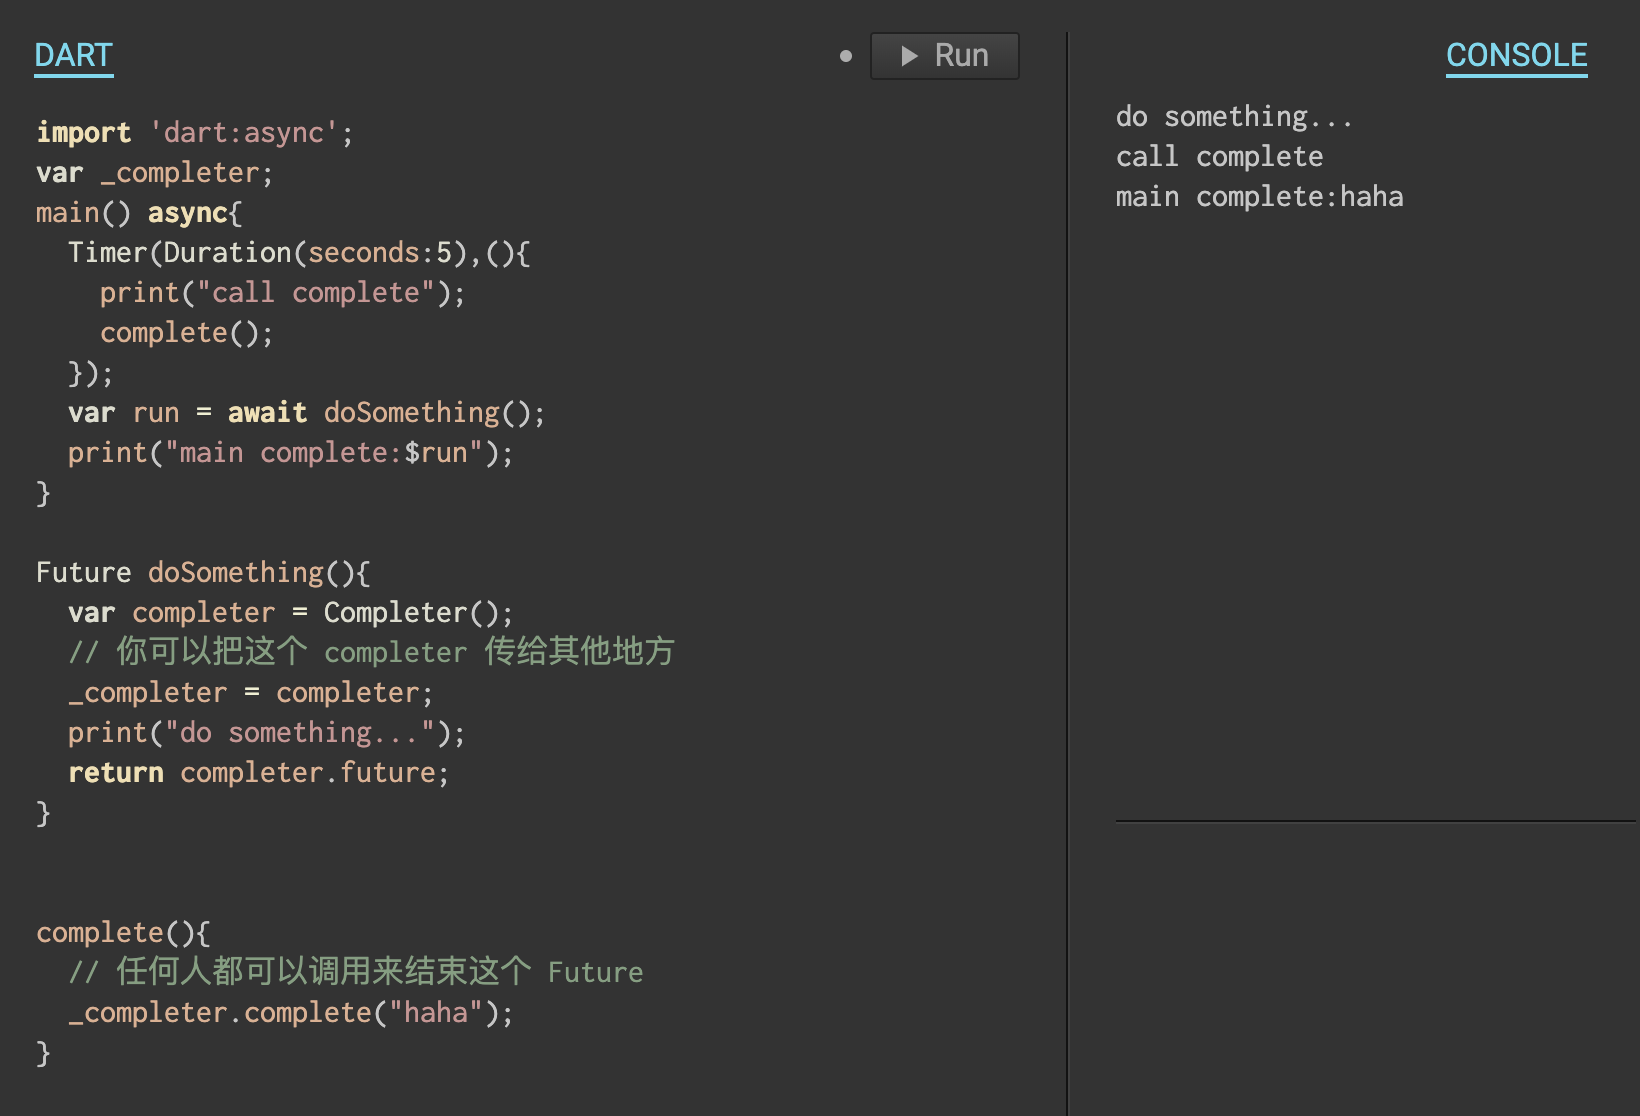 DART
Run
import 'dart:async';
var _completer;
main() async{
  Timer(Duration(seconds:5),(){
    print("call complete");
    complete();
  });
  var run = await doSomething();
  print("main complete:$run");
}
Future doSomething(){
  var completer = Completer();
  // 你可以把这个 completer 传给其他地方
  _completer = completer;
  print("do something...");
  return completer.future;
}
complete(){
  // 任何人都可以调用来结束这个 Future
  _completer.complete("haha");
}
CONSOLE
do something...
call complete
main complete:haha